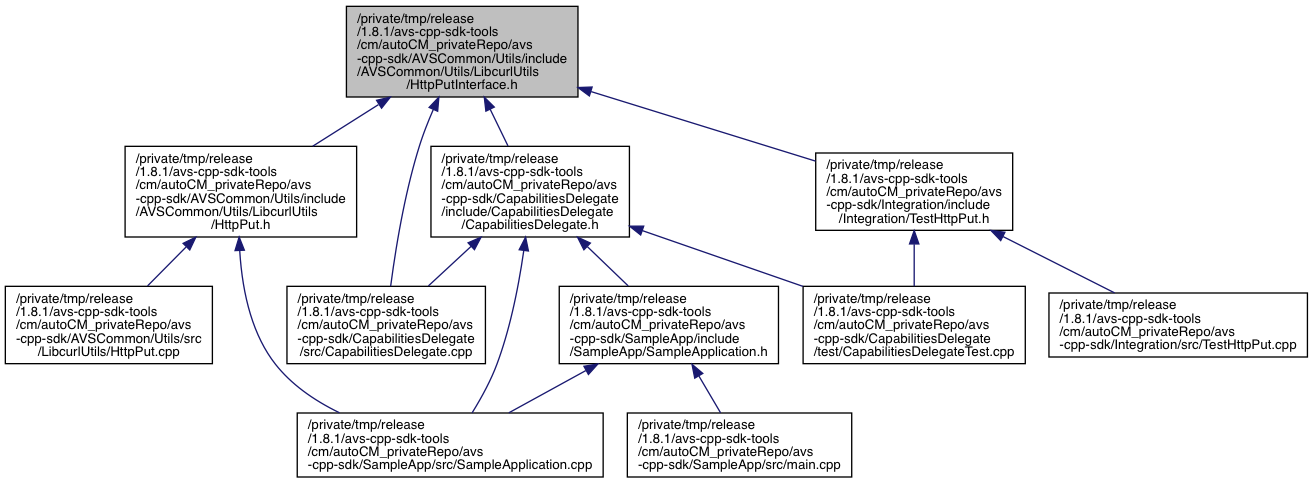 /private/tmp/release
/1.8.1/avs-cpp-sdk-tools
/cm/autoCM_privateRepo/avs
-cpp-sdk/AVSCommon/Utils/include
/AVSCommon/Utils/LibcurlUtils
/HttpPutInterface.h
/private/tmp/release
/1.8.1/avs-cpp-sdk-tools
/cm/autoCM_privateRepo/avs
-cpp-sdk/AVSCommon/Utils/include
/AVSCommon/Utils/LibcurlUtils
/HttpPut.h
/private/tmp/release
/1.8.1/avs-cpp-sdk-tools
/cm/autoCM_privateRepo/avs
-cpp-sdk/CapabilitiesDelegate
/include/CapabilitiesDelegate
/CapabilitiesDelegate.h
/private/tmp/release
/1.8.1/avs-cpp-sdk-tools
/cm/autoCM_privateRepo/avs
-cpp-sdk/Integration/include
/Integration/TestHttpPut.h
/private/tmp/release
/1.8.1/avs-cpp-sdk-tools
/cm/autoCM_privateRepo/avs
-cpp-sdk/AVSCommon/Utils/src
/LibcurlUtils/HttpPut.cpp
/private/tmp/release
/1.8.1/avs-cpp-sdk-tools
/cm/autoCM_privateRepo/avs
-cpp-sdk/CapabilitiesDelegate
/src/CapabilitiesDelegate.cpp
/private/tmp/release
/1.8.1/avs-cpp-sdk-tools
/cm/autoCM_privateRepo/avs
-cpp-sdk/SampleApp/include
/SampleApp/SampleApplication.h
/private/tmp/release
/1.8.1/avs-cpp-sdk-tools
/cm/autoCM_privateRepo/avs
-cpp-sdk/CapabilitiesDelegate
/test/CapabilitiesDelegateTest.cpp
/private/tmp/release
/1.8.1/avs-cpp-sdk-tools
/cm/autoCM_privateRepo/avs
-cpp-sdk/Integration/src/TestHttpPut.cpp
/private/tmp/release
/1.8.1/avs-cpp-sdk-tools
/cm/autoCM_privateRepo/avs
-cpp-sdk/SampleApp/src/SampleApplication.cpp
/private/tmp/release
/1.8.1/avs-cpp-sdk-tools
/cm/autoCM_privateRepo/avs
-cpp-sdk/SampleApp/src/main.cpp